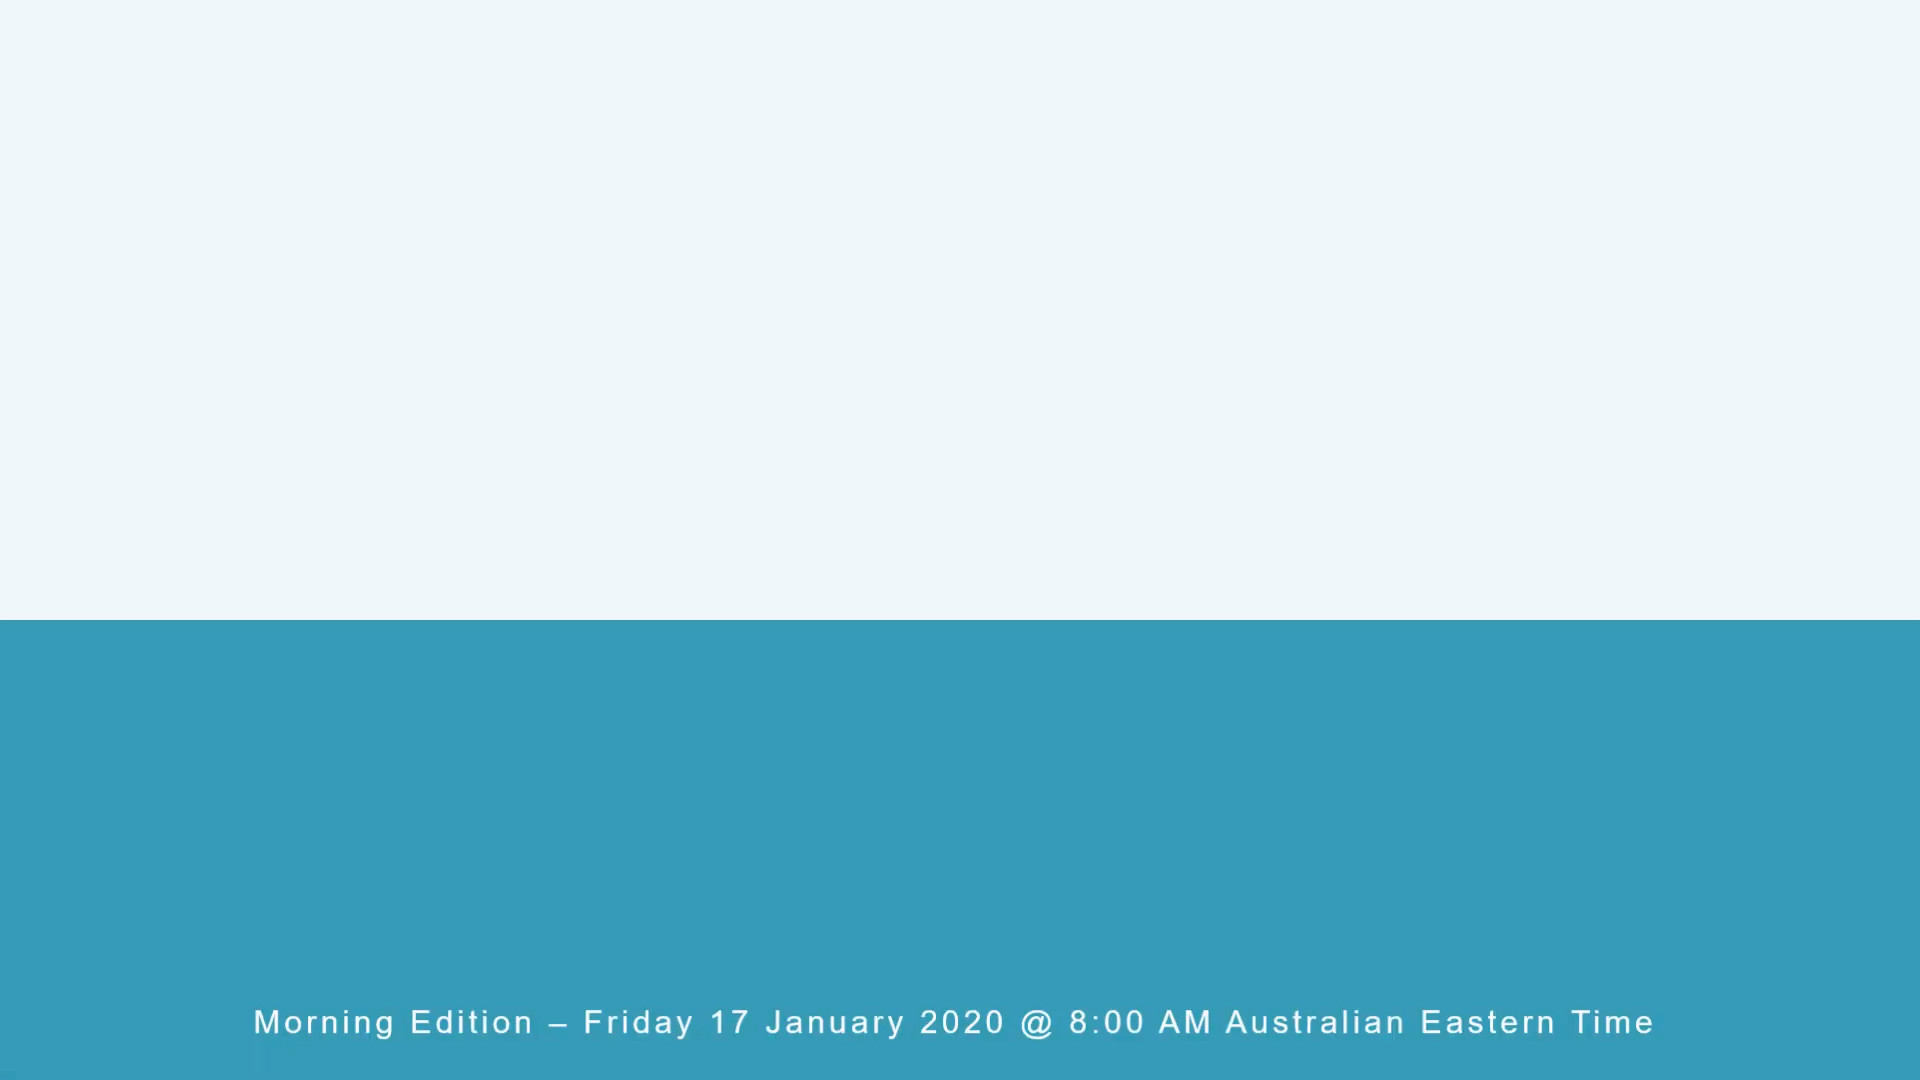 Morning Edition – Friday 17 January 2020 @ 8:00 AM Australian Eastern Time